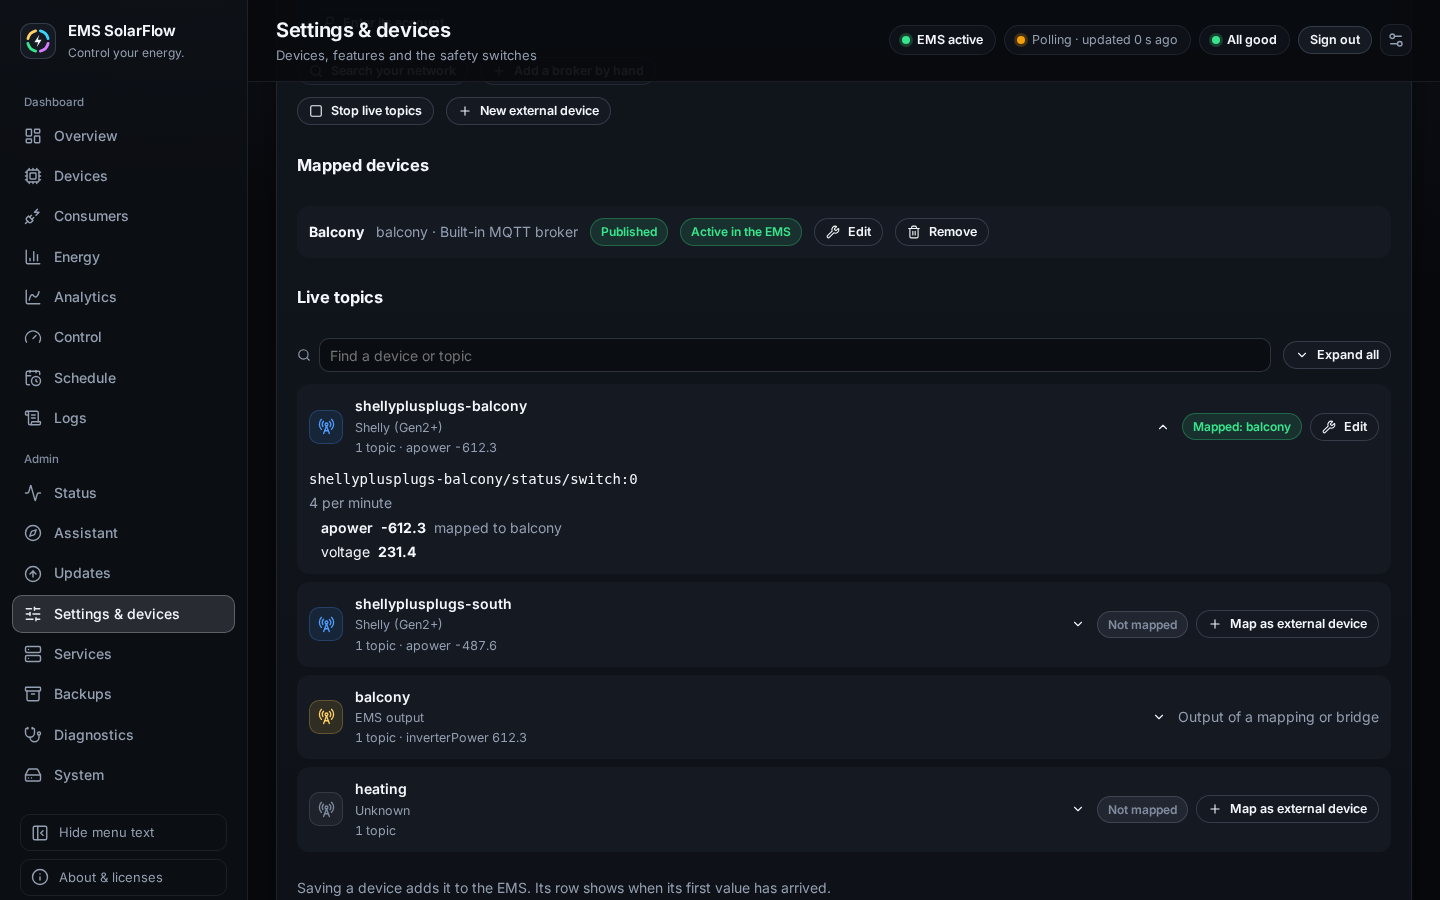 EMS SolarFlow
Control your energy.
Dashboard
Overview
Devices
Consumers
Energy
Analytics
Control
Schedule
Logs
Admin
Status
Assistant
Updates
Settings & devices
Services
Backups
Diagnostics
System
Hide menu text
About & licenses
Settings & devices
Devices, features and the safety switches
EMS active
Polling · updated 0 s ago
All good
Sign out
Search your network
Add a broker by hand
Stop live topics
New external device
Mapped devices
Balcony balcony · Built-in MQTT broker Published Active in the EMS Edit Remove
Live topics
Find a device or topic
Expand all
shellyplusplugs-balcony
Shelly (Gen2+)
1 topic · apower -612.3
Mapped: balcony Edit
shellyplusplugs-balcony/status/switch:0
4 per minute
apower -612.3 mapped to balcony
voltage 231.4
shellyplusplugs-south
Shelly (Gen2+)
1 topic · apower -487.6
Not mapped Map as external device
balcony
EMS output
1 topic · inverterPower 612.3
Output of a mapping or bridge
heating
Unknown
1 topic
Not mapped Map as external device
Saving a device adds it to the EMS. Its row shows when its first value has arrived.